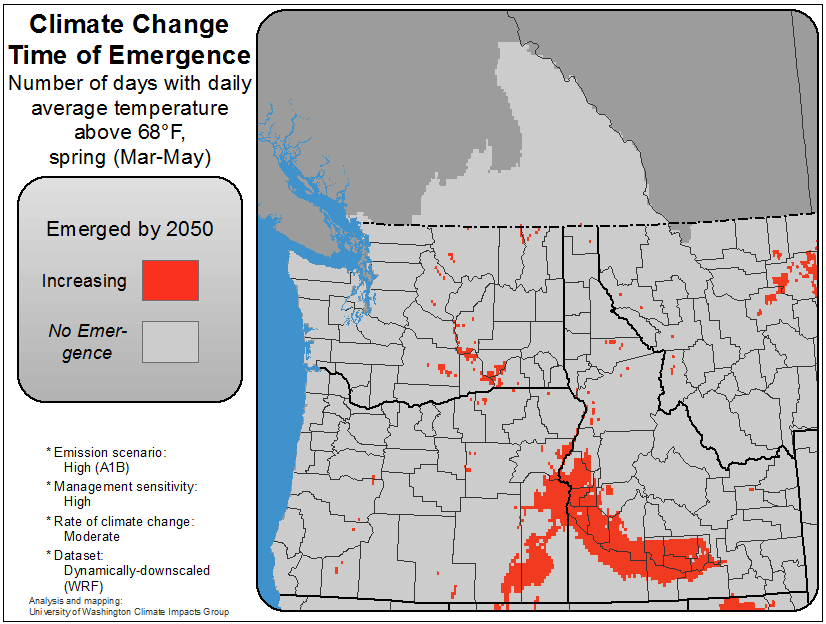 Climate Change
Time of Emergence
Number of days with daily
average temperature
above 68°F,
spring (Mar-May)
Emerged by 2050
Increasing
No Emer-
gence
* Emission scenario:
High (A1B)
* Management sensitivity:
High
* Rate of climate change:
Moderate
* Dataset:
Dynamically-downscaled
(WRF)
Analysis and mapping:
University of Washington Climate Impacts Group